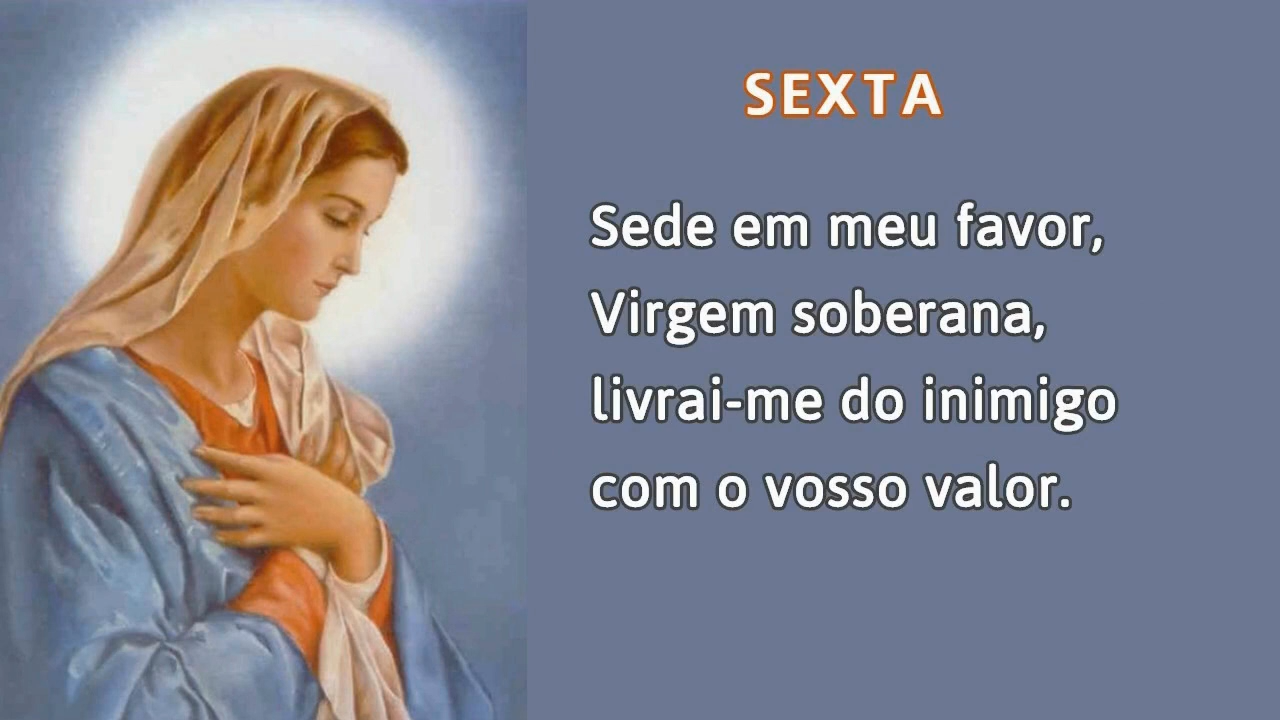 SEXTA
Sede em meu favor,
Virgem soberana,
livrai-me do inimigo
com o vosso valor.